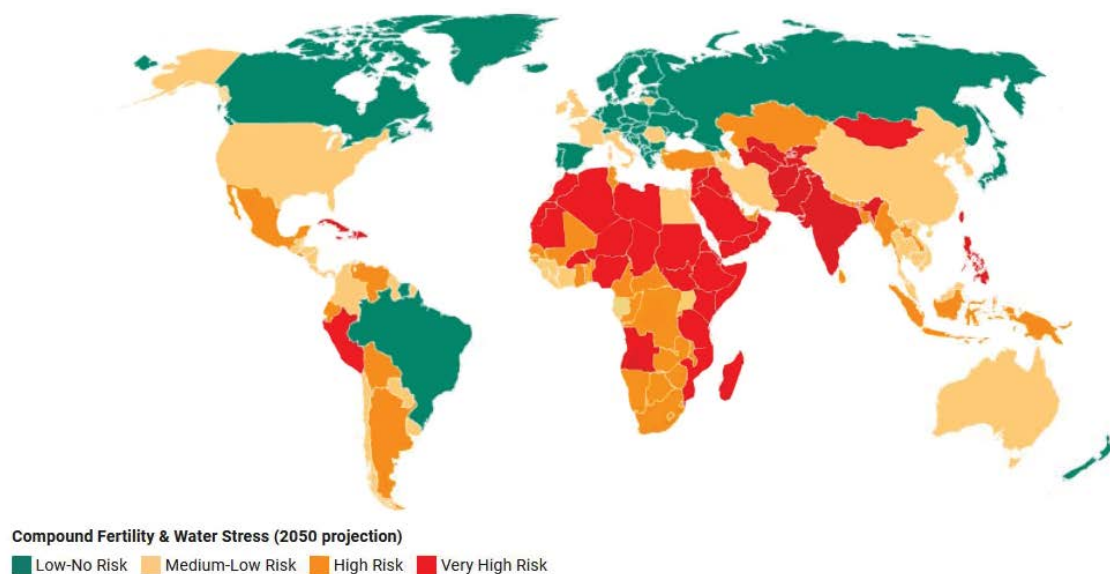 Compound Fertility & Water Stress (2050 projection)
Low-No Risk Medium-Low Risk High Risk Very High Risk